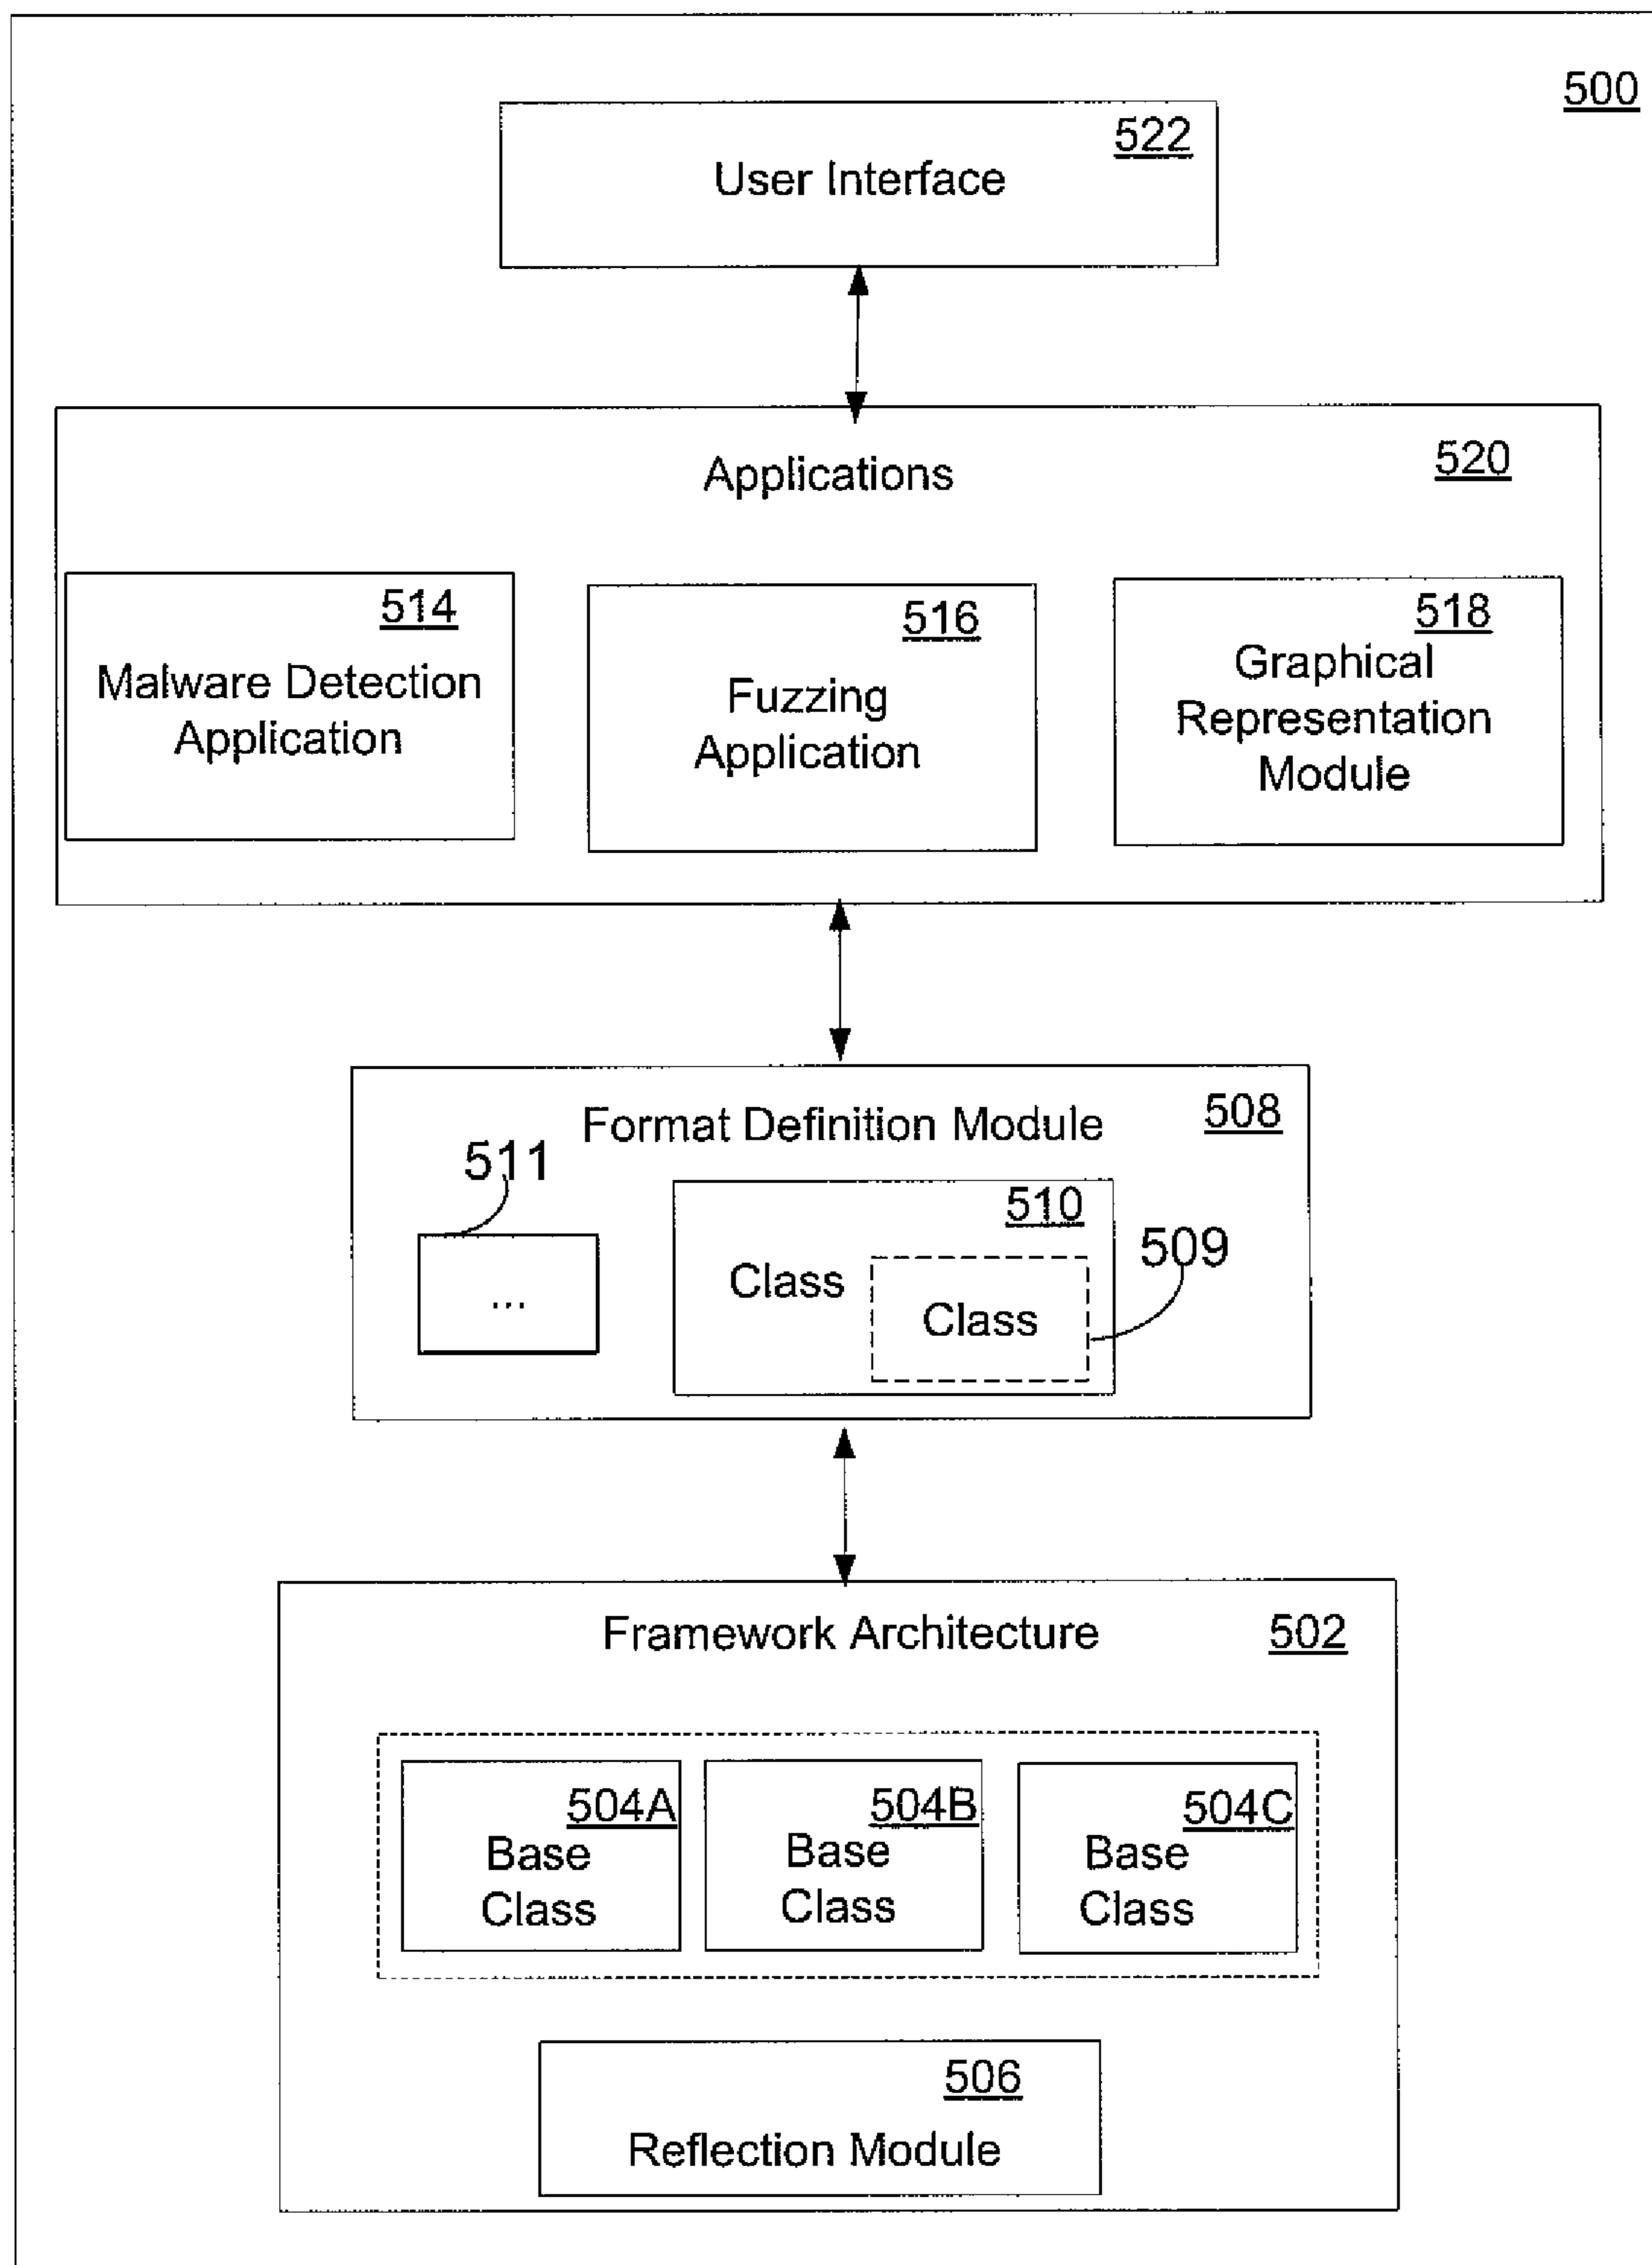 500
522
User Interface
Applications 520
514
Malware Detection
Application
516
Fuzzing
Application
518
Graphical
Representation
Module
Format Definition Module 508
511
...
510
Class
509
Class
Framework Architecture 502
504A
Base
Class
504B
Base
Class
504C
Base
Class
506
Reflection Module